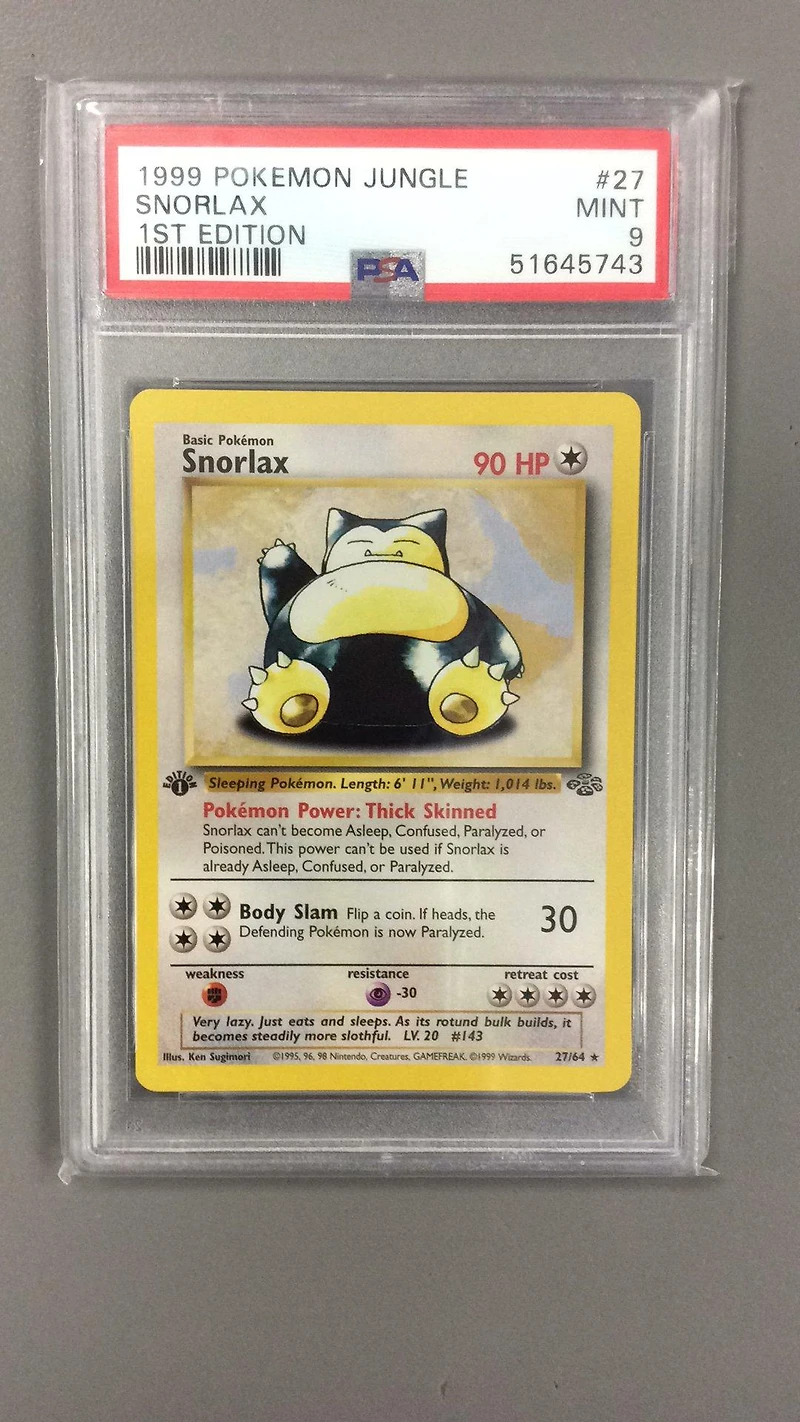 1999 POKEMON JUNGLE #27
SNORLAX MINT
1ST EDITION 9
PSA 51645743
Basic Pokémon
Snorlax 90 HP
EDITION 1
Sleeping Pokémon. Length: 6' 11", Weight: 1,014 lbs.
Pokémon Power: Thick Skinned
Snorlax can't become Asleep, Confused, Paralyzed, or
Poisoned. This power can't be used if Snorlax is
already Asleep, Confused, or Paralyzed.
Body Slam Flip a coin. If heads, the 30
Defending Pokémon is now Paralyzed.
weakness resistance retreat cost
-30
Very lazy. Just eats and sleeps. As its rotund bulk builds, it
becomes steadily more slothful. LV. 20 #143
Illus. Ken Sugimori ©1995, 96, 98 Nintendo, Creatures, GAMEFREAK. ©1999 Wizards. 27/64 ★